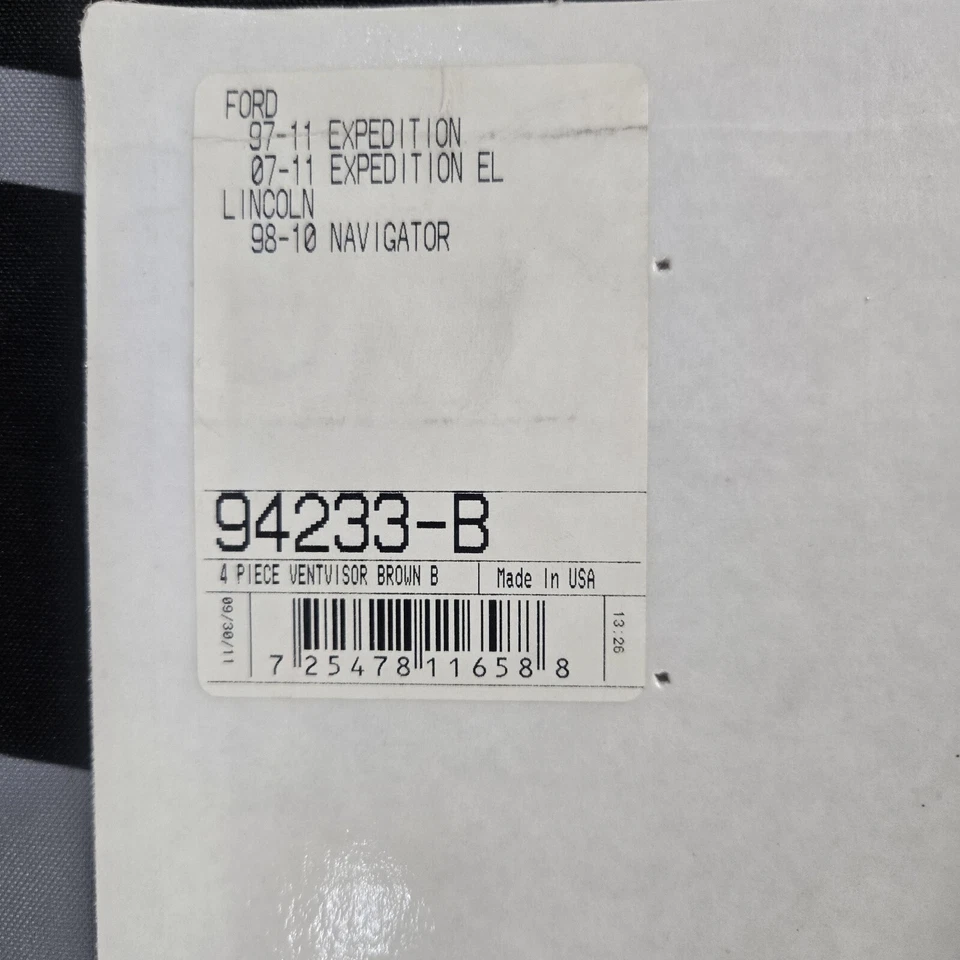 FORD
97-11 EXPEDITION
07-11 EXPEDITION EL
LINCOLN
98-10 NAVIGATOR
94233-B
4 PIECE VENTVISOR BROWN B
Made In USA
09/30/11
13:26
7 25478 11658 8